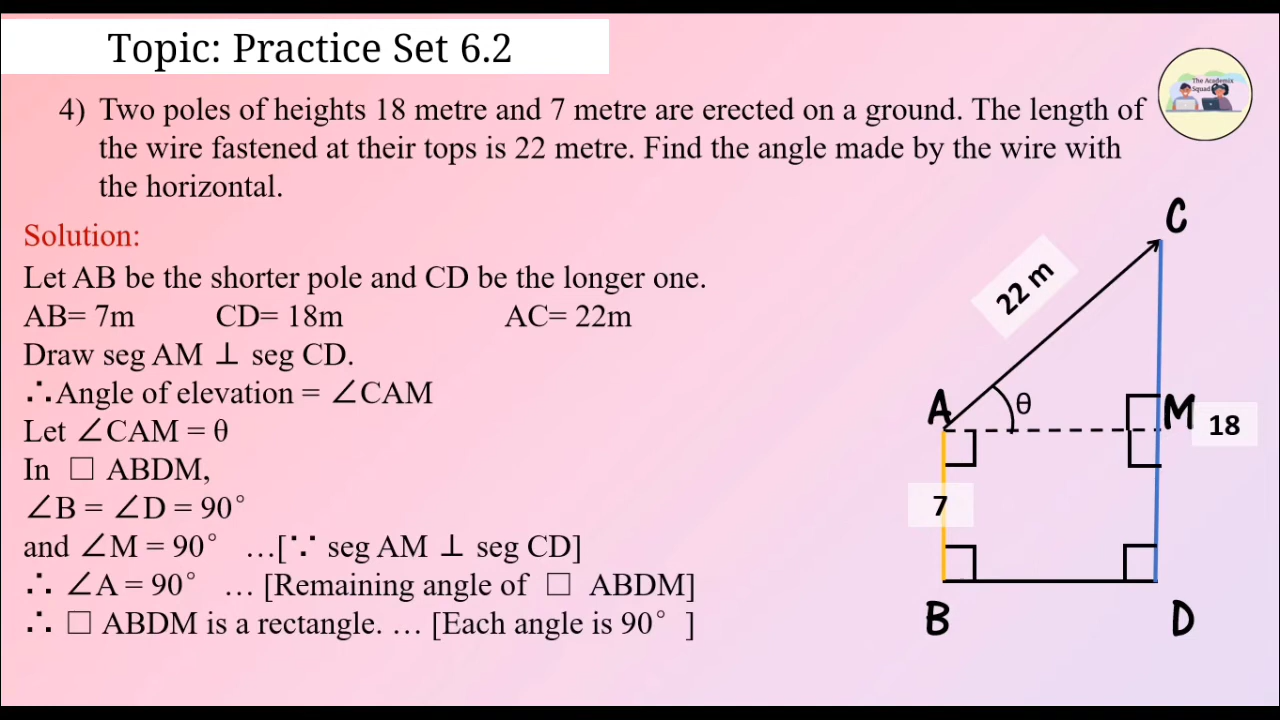 Topic: Practice Set 6.2
The Academix
Squad
4) Two poles of heights 18 metre and 7 metre are erected on a ground. The length of
the wire fastened at their tops is 22 metre. Find the angle made by the wire with
the horizontal.
Solution:
Let AB be the shorter pole and CD be the longer one.
AB= 7m CD= 18m AC= 22m
Draw seg AM ⊥ seg CD.
∴Angle of elevation = ∠CAM
Let ∠CAM = θ
In □ ABDM,
∠B = ∠D = 90°
and ∠M = 90° …[∵ seg AM ⊥ seg CD]
∴ ∠A = 90° … [Remaining angle of □ ABDM]
∴ □ ABDM is a rectangle. … [Each angle is 90° ]
C
22 m
A
θ
M
18
7
B
D